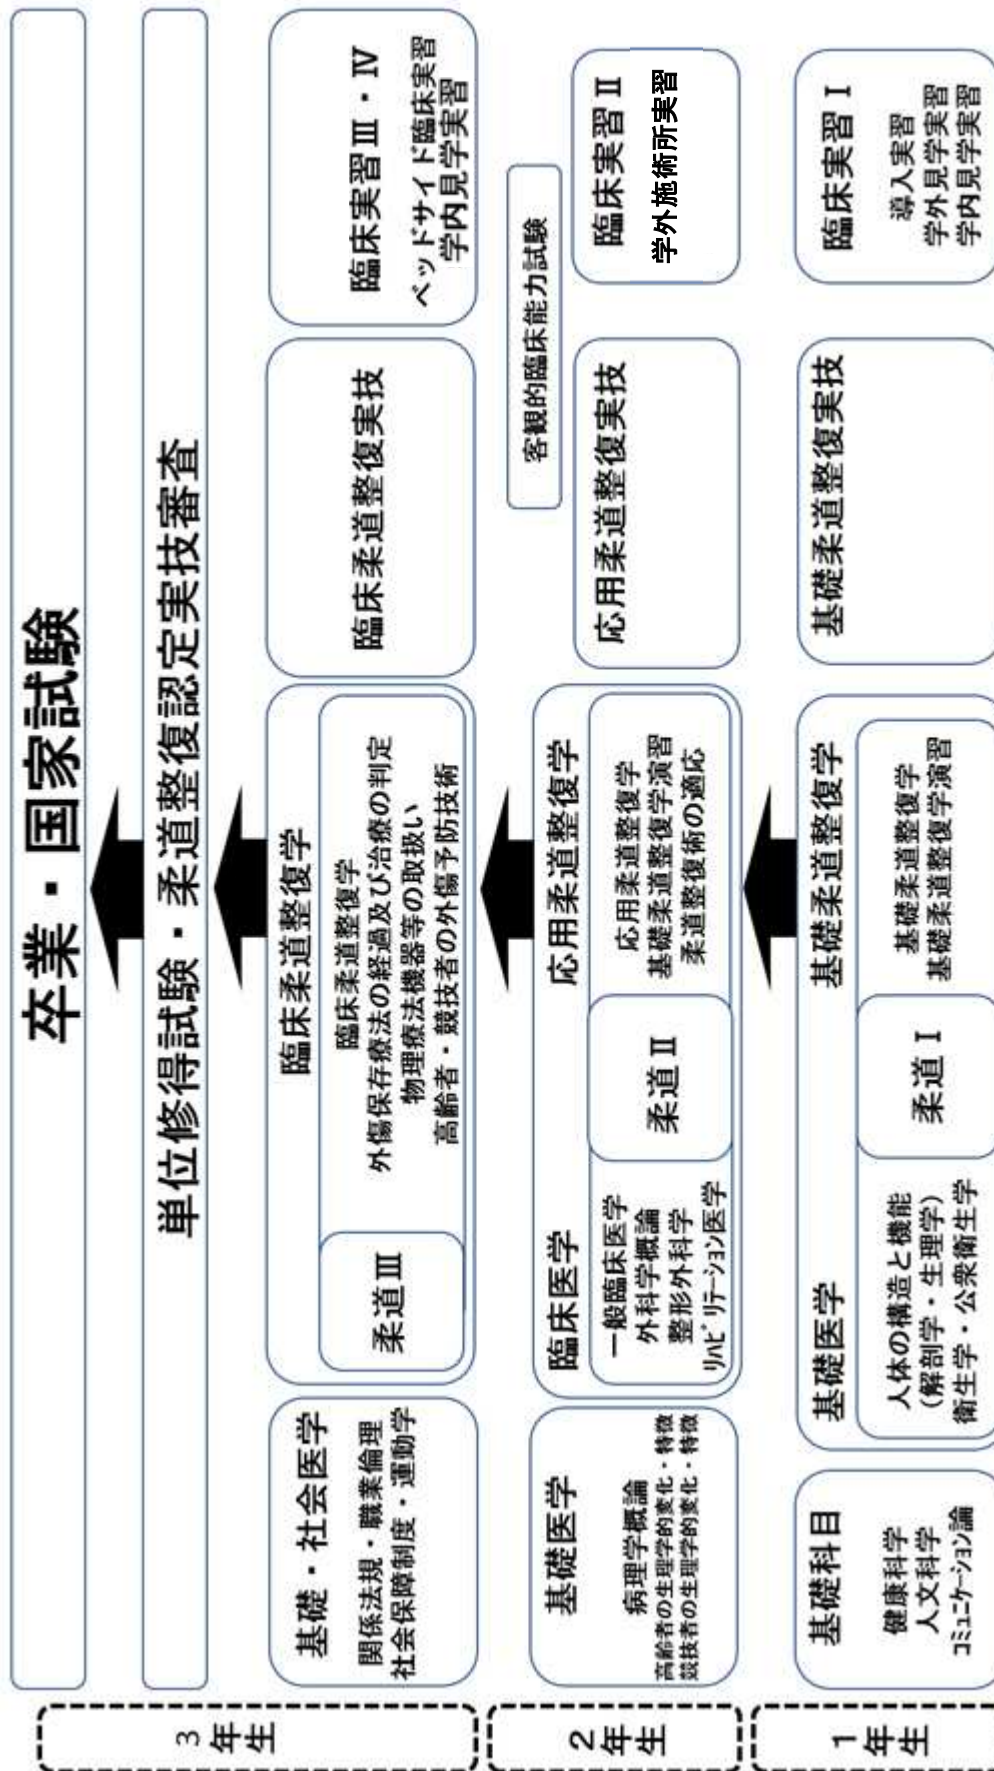 卒業・国家試験
単位修得試験・柔道整復認定実技審査
3年生
基礎・社会医学
関係法規・職業倫理
社会保障制度・運動学
臨床柔道整復学
柔道Ⅲ
臨床柔道整復学
外傷保存療法の経過及び治療の判定
物理療法機器等の取扱い
高齢者・競技者の外傷予防技術
臨床柔道整復実技
臨床実習Ⅲ・Ⅳ
ベッドサイド臨床実習
学内見学実習
客観的臨床能力試験
2年生
基礎医学
病理学概論
高齢者の生理学的変化・特徴
競技者の生理学的変化・特徴
臨床医学
一般臨床医学
外科学概論
整形外科学
リハビリテーション医学
柔道Ⅱ
応用柔道整復学
応用柔道整復学
基礎柔道整復学演習
柔道整復術の適応
応用柔道整復実技
臨床実習Ⅱ
学外施術所実習
1年生
基礎科目
健康科学
人文科学
コミュニケーション論
基礎医学
人体の構造と機能
(解剖学・生理学)
衛生学・公衆衛生学
柔道Ⅰ
基礎柔道整復学
基礎柔道整復学
基礎柔道整復学演習
基礎柔道整復実技
臨床実習Ⅰ
導入実習
学外見学実習
学内見学実習